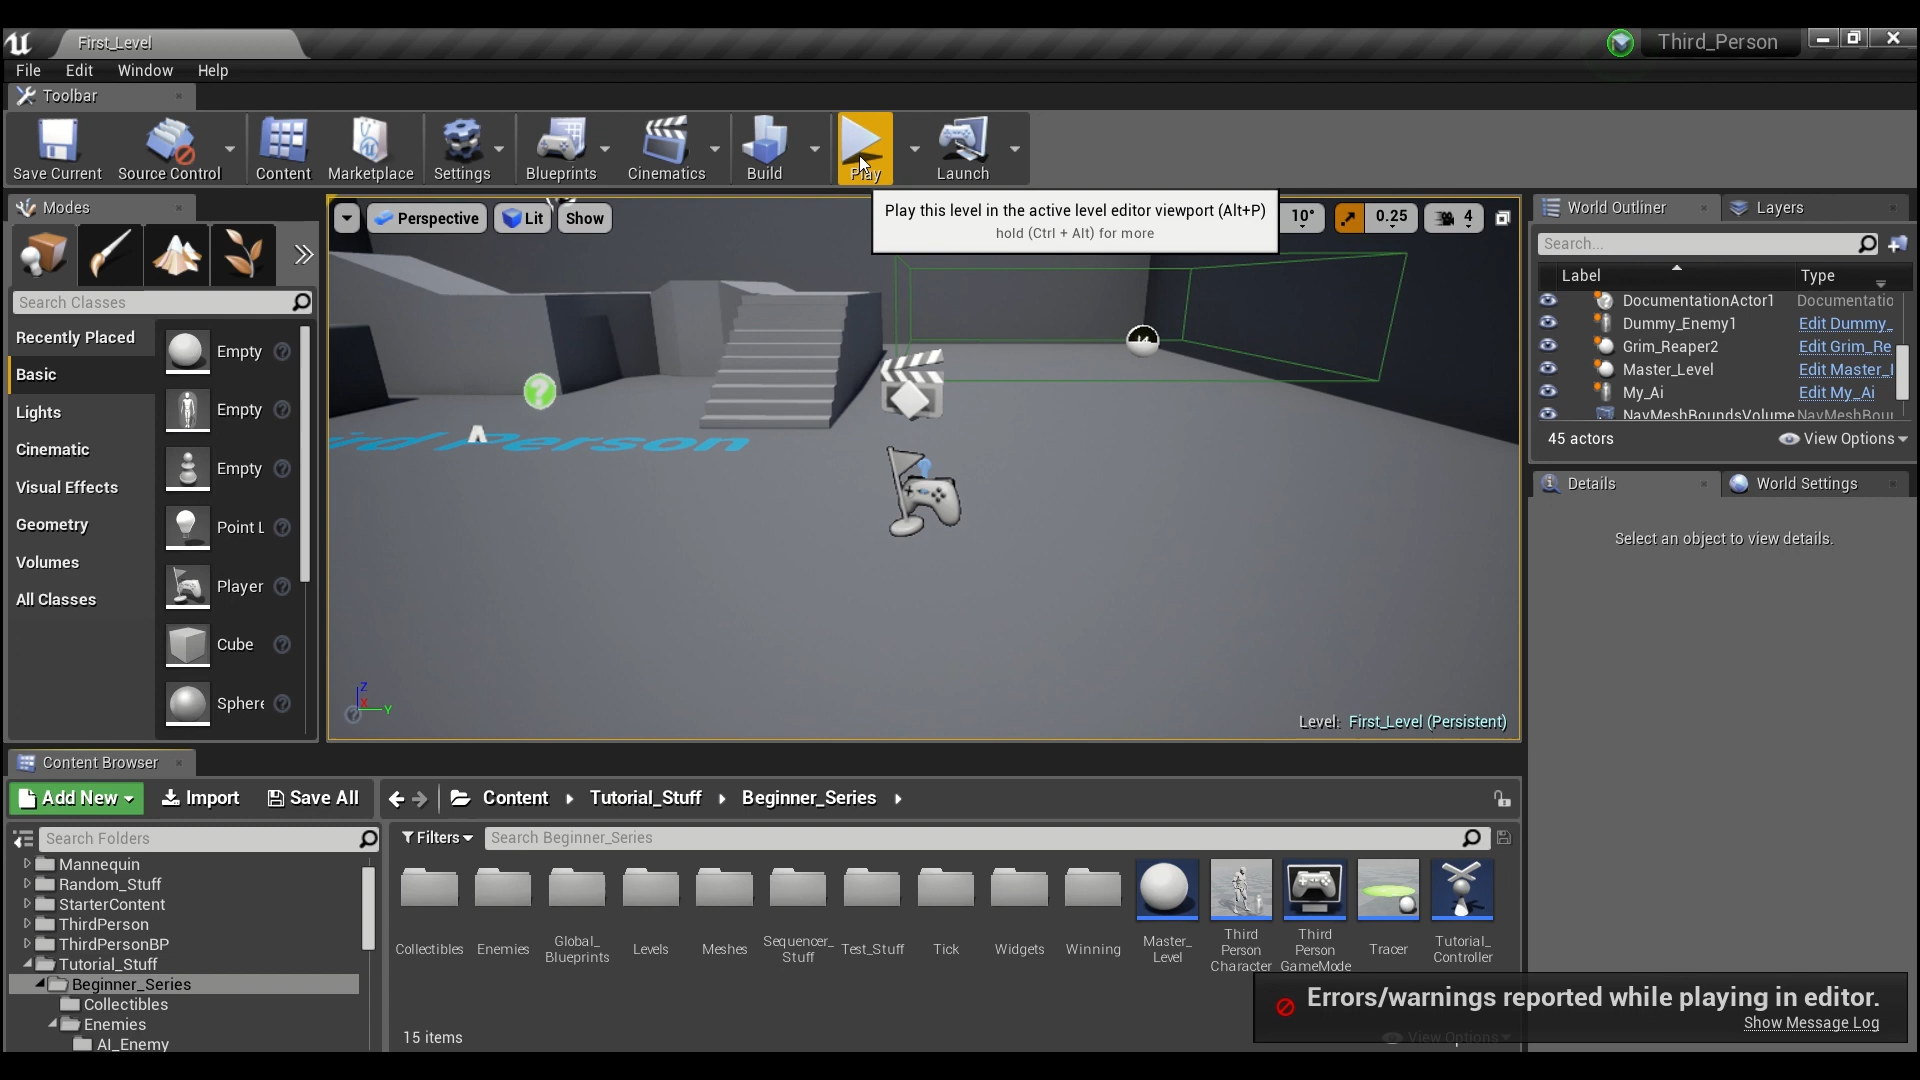 First_Level
Third_Person
File Edit Window Help
Toolbar
Save Current Source Control Content Marketplace Settings Blueprints Cinematics Build Play Launch
Modes
Perspective Lit Show
Play this level in the active level editor viewport (Alt+P)
hold (Ctrl + Alt) for more
10° 0.25 4
World Outliner Layers
Search...
Label Type
DocumentationActor1 Documentatio
Dummy_Enemy1 Edit Dummy_
Grim_Reaper2 Edit Grim_Re
Master_Level Edit Master_l
My_Ai Edit My_Ai
NavMeshBoundsVolume NavMeshBoun
45 actors View Options
Search Classes
Recently Placed
Basic
Lights
Cinematic
Visual Effects
Geometry
Volumes
All Classes
Empty
Empty
Empty
Point L
Player
Cube
Sphere
ird Person
Z
X
Y
Level: First_Level (Persistent)
Details World Settings
Select an object to view details.
Content Browser
Add New Import Save All Content Tutorial_Stuff Beginner_Series
Search Folders
Filters Search Beginner_Series
Mannequin
Random_Stuff
StarterContent
ThirdPerson
ThirdPersonBP
Tutorial_Stuff
Beginner_Series
Collectibles
Enemies
AI_Enemy
Collectibles
Enemies
Global_
Blueprints
Levels
Meshes
Sequencer_
Stuff
Test_Stuff
Tick
Widgets
Winning
Master_
Level
Third
Person
Character
Third
Person
GameMode
Tracer
Tutorial_
Controller
15 items
View Options
Errors/warnings reported while playing in editor.
Show Message Log